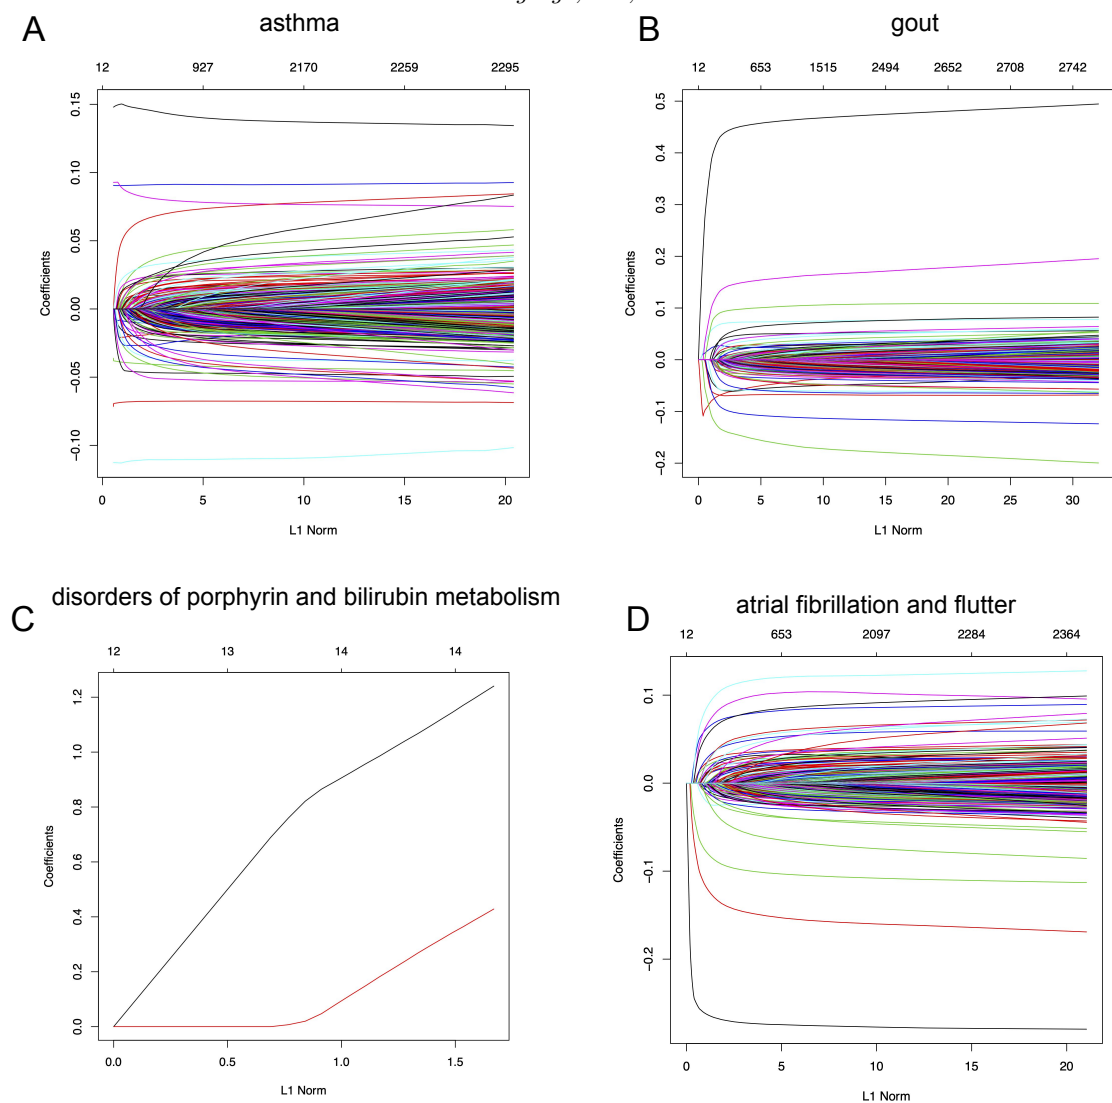 A
asthma
12 927 2170 2259 2295
0.15
0.10
0.05
0.00
−0.05
−0.10
Coefficients
0 5 10 15 20
L1 Norm
B
gout
12 653 1515 2494 2652 2708 2742
0.5
0.4
0.3
0.2
0.1
0.0
−0.1
−0.2
Coefficients
0 5 10 15 20 25 30
L1 Norm
C
disorders of porphyrin and bilirubin metabolism
12 13 14 14
1.2
1.0
0.8
0.6
0.4
0.2
0.0
Coefficients
0.0 0.5 1.0 1.5
L1 Norm
D
atrial fibrillation and flutter
12 653 2097 2284 2364
0.1
0.0
−0.1
−0.2
Coefficients
0 5 10 15 20
L1 Norm